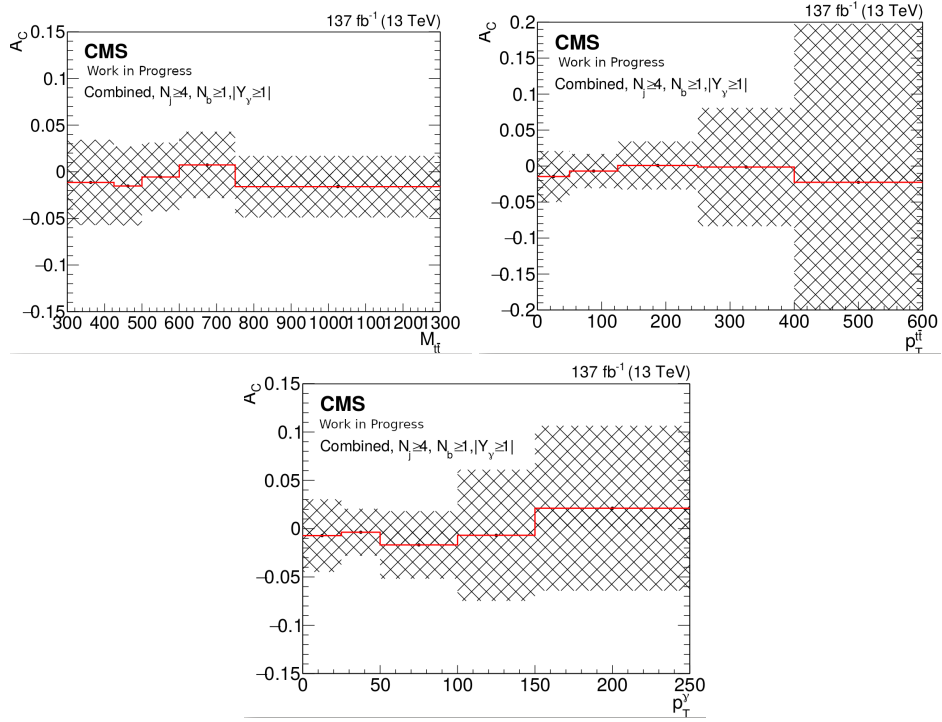 137 fb⁻¹ (13 TeV)
A_C
CMS
Work in Progress
Combined, N_j≥4, N_b≥1,|Y_γ≥1|
0.15
0.1
0.05
0
−0.05
−0.1
−0.15
300 400 500 600 700 800 900 1000 1100 1200 1300
M_tt̄
137 fb⁻¹ (13 TeV)
A_C
CMS
Work in Progress
Combined, N_j≥4, N_b≥1,|Y_γ≥1|
0.2
0.15
0.1
0.05
0
−0.05
−0.1
−0.15
−0.2
0 100 200 300 400 500 600
p_T^tt̄
137 fb⁻¹ (13 TeV)
A_C
CMS
Work in Progress
Combined, N_j≥4, N_b≥1,|Y_γ≥1|
0.15
0.1
0.05
0
−0.05
−0.1
−0.15
0 50 100 150 200 250
p_T^γ